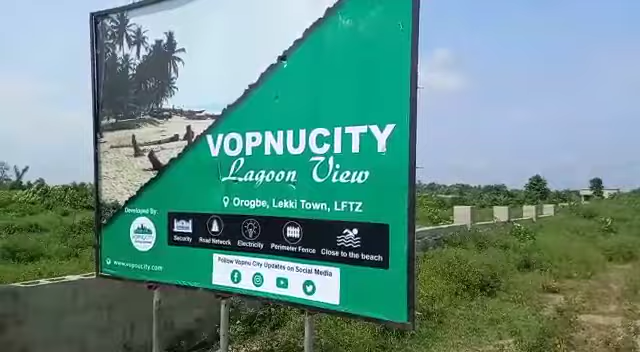 VOPNUCITY
Lagoon View
Orogbe, Lekki Town, LFTZ
Developed By:
VOPNUCITY
Security
Road Network
Electricity
Perimeter Fence
Close to the beach
www.vopnucity.com
Follow Vopnu City Updates on Social Media